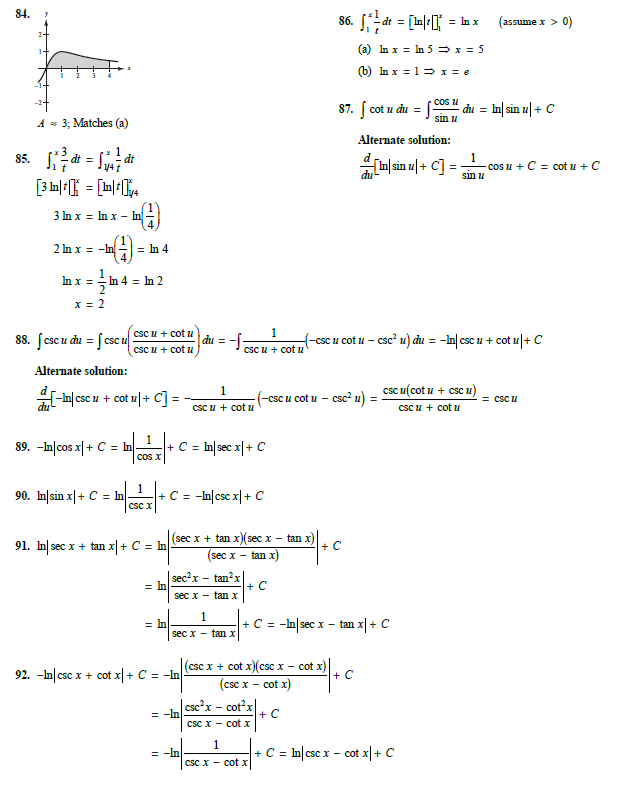 84.
y
2
1
1 2 3 4 x
−1
−2
A ≈ 3; Matches (a)
85. ∫₁ˣ 3/t dt = ∫₁/₄ˣ 1/t dt
[3 ln|t|]₁ˣ = [ln|t|]₁/₄ˣ
3 ln x = ln x − ln(1/4)
2 ln x = −ln(1/4) = ln 4
ln x = 1/2 ln 4 = ln 2
x = 2
86. ∫₁ˣ 1/t dt = [ln|t|]₁ˣ = ln x (assume x > 0)
(a) ln x = ln 5 ⇒ x = 5
(b) ln x = 1 ⇒ x = e
87. ∫ cot u du = ∫ cos u/sin u du = ln|sin u| + C
Alternate solution:
d/du[ln|sin u| + C] = 1/sin u cos u + C = cot u + C
88. ∫ csc u du = ∫ csc u((csc u + cot u)/(csc u + cot u)) du = −∫ 1/(csc u + cot u)(−csc u cot u − csc² u) du = −ln|csc u + cot u| + C
Alternate solution:
d/du[−ln|csc u + cot u| + C] = −1/(csc u + cot u)(−csc u cot u − csc² u) = csc u(cot u + csc u)/(csc u + cot u) = csc u
89. −ln|cos x| + C = ln|1/cos x| + C = ln|sec x| + C
90. ln|sin x| + C = ln|1/csc x| + C = −ln|csc x| + C
91. ln|sec x + tan x| + C = ln|(sec x + tan x)(sec x − tan x)/(sec x − tan x)| + C
= ln|(sec²x − tan²x)/(sec x − tan x)| + C
= ln|1/(sec x − tan x)| + C = −ln|sec x − tan x| + C
92. −ln|csc x + cot x| + C = −ln|(csc x + cot x)(csc x − cot x)/(csc x − cot x)| + C
= −ln|(csc²x − cot²x)/(csc x − cot x)| + C
= −ln|1/(csc x − cot x)| + C = ln|csc x − cot x| + C